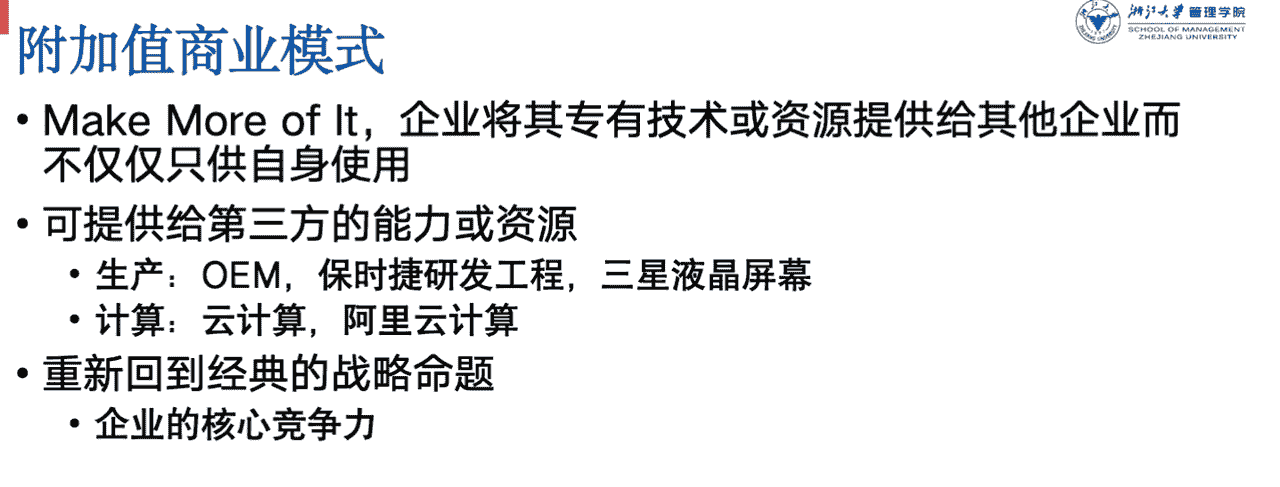 浙江大学管理学院
SCHOOL OF MANAGEMENT
ZHEJIANG UNIVERSITY
附加值商业模式
• Make More of It，企业将其专有技术或资源提供给其他企业而
不仅仅只供自身使用
• 可提供给第三方的能力或资源
• 生产：OEM，保时捷研发工程，三星液晶屏幕
• 计算：云计算，阿里云计算
• 重新回到经典的战略命题
• 企业的核心竞争力